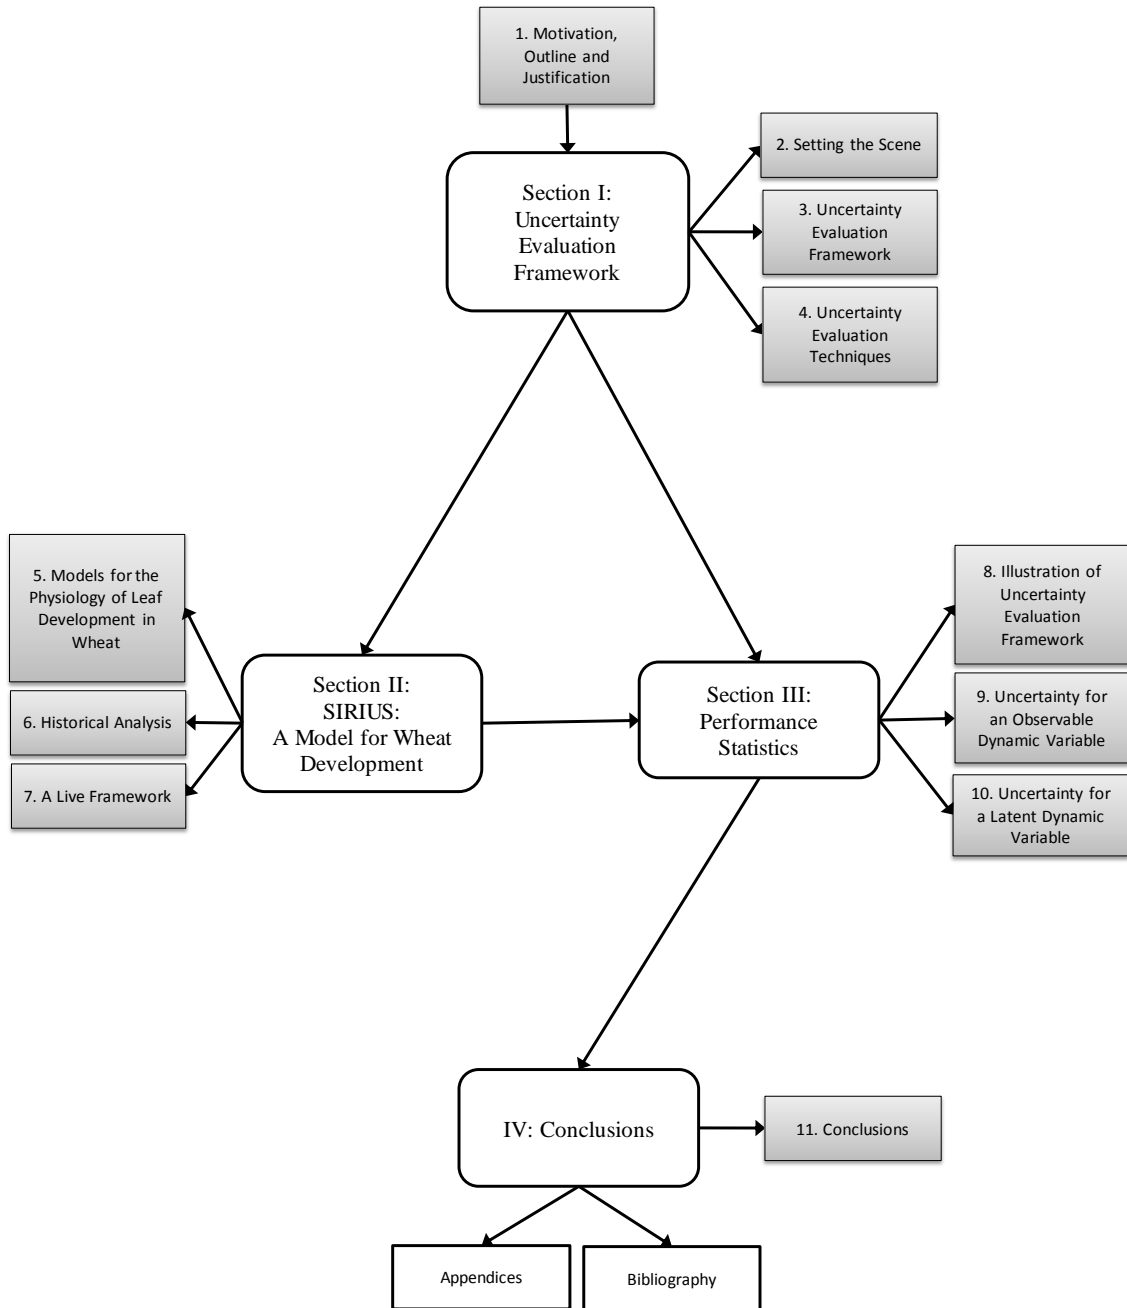 1. Motivation,
Outline and
Justification
Section I:
Uncertainty
Evaluation
Framework
2. Setting the Scene
3. Uncertainty
Evaluation
Framework
4. Uncertainty
Evaluation
Techniques
5. Models for the
Physiology of Leaf
Development in
Wheat
6. Historical Analysis
7. A Live Framework
Section II:
SIRIUS:
A Model for Wheat
Development
Section III:
Performance
Statistics
8. Illustration of
Uncertainty
Evaluation
Framework
9. Uncertainty for
an Observable
Dynamic Variable
10. Uncertainty for
a Latent Dynamic
Variable
IV: Conclusions
11. Conclusions
Appendices
Bibliography